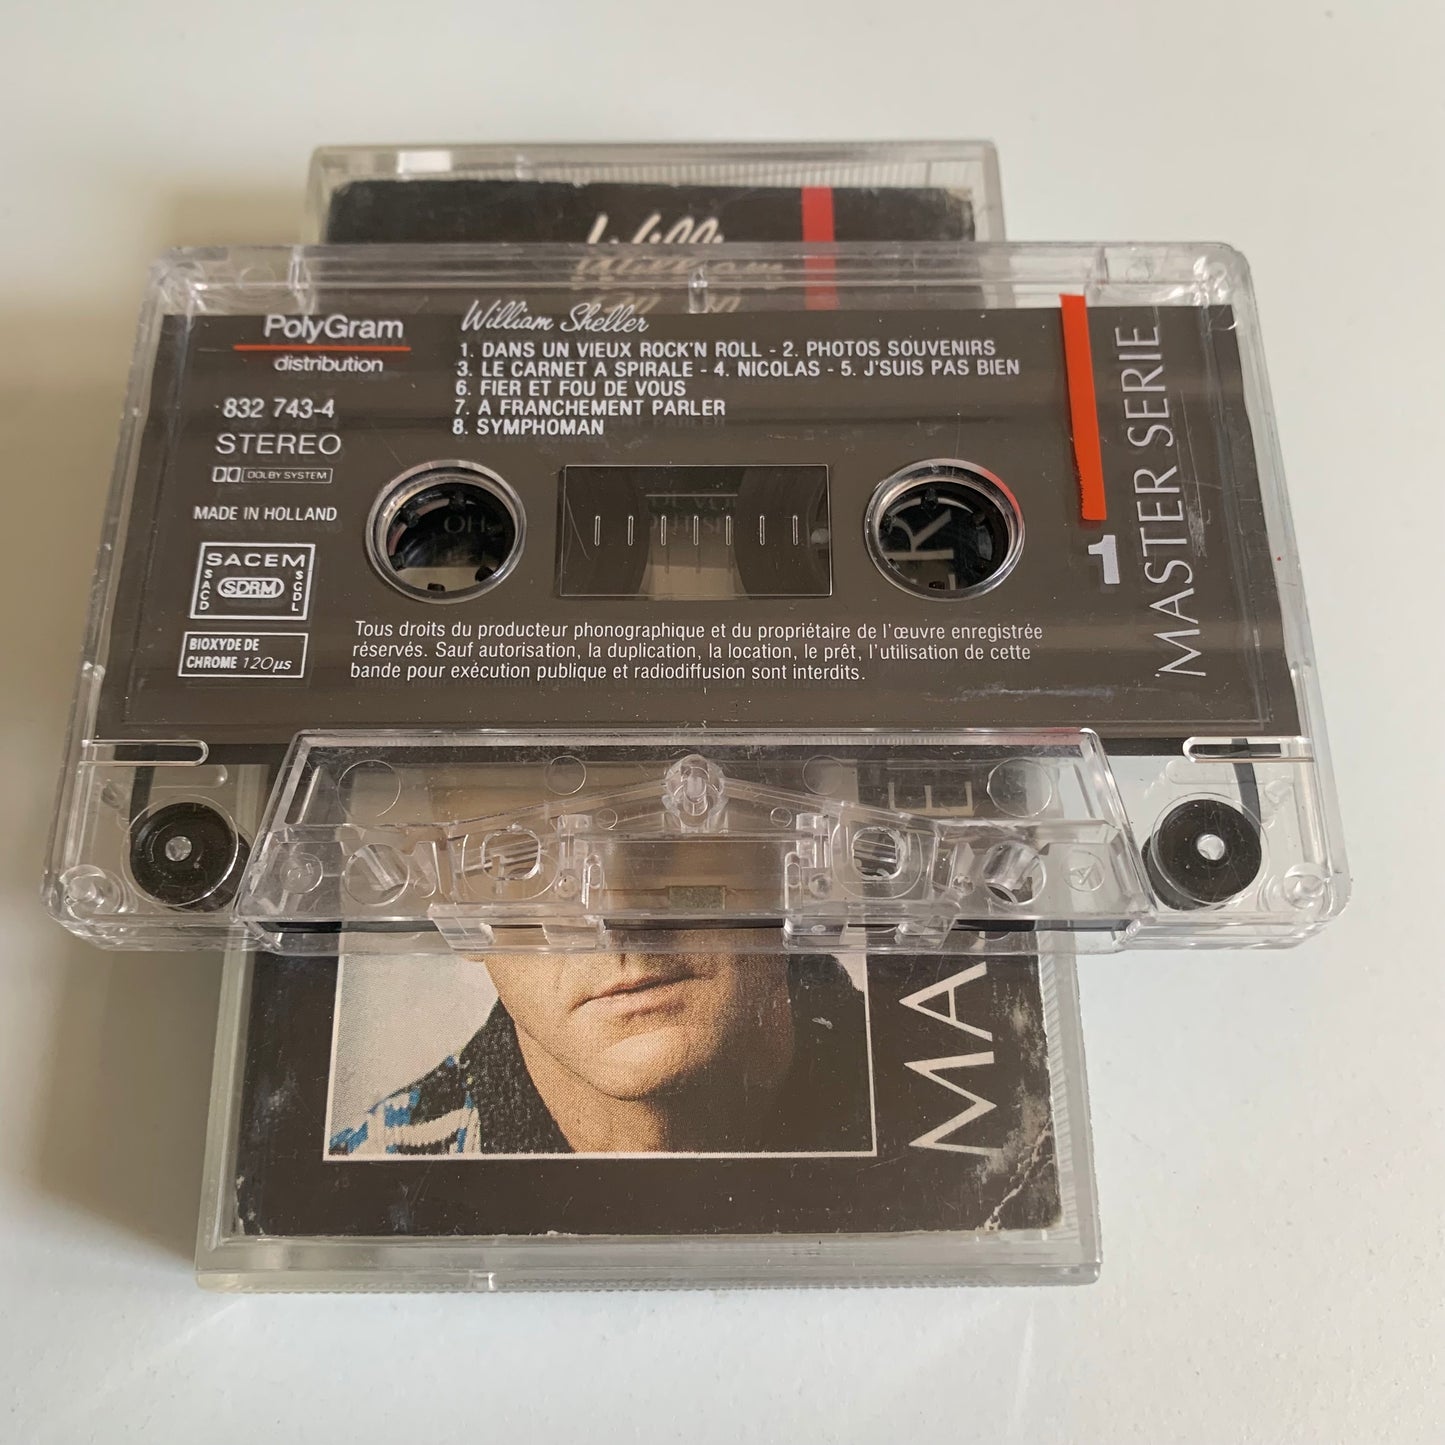 Willi
PolyGram
distribution
832 743-4
STEREO
DOLBY SYSTEM
MADE IN HOLLAND
SACEM
SACD
SDRM
SGDL
BIOXYDE DE
CHROME 120µs
William Sheller
1. DANS UN VIEUX ROCK'N ROLL - 2. PHOTOS SOUVENIRS
3. LE CARNET A SPIRALE - 4. NICOLAS - 5. J'SUIS PAS BIEN
6. FIER ET FOU DE VOUS
7. A FRANCHEMENT PARLER
8. SYMPHOMAN
Tous droits du producteur phonographique et du propriétaire de l'œuvre enregistrée
réservés. Sauf autorisation, la duplication, la location, le prêt, l'utilisation de cette
bande pour exécution publique et radiodiffusion sont interdits.
1
MASTER SERIE
MA